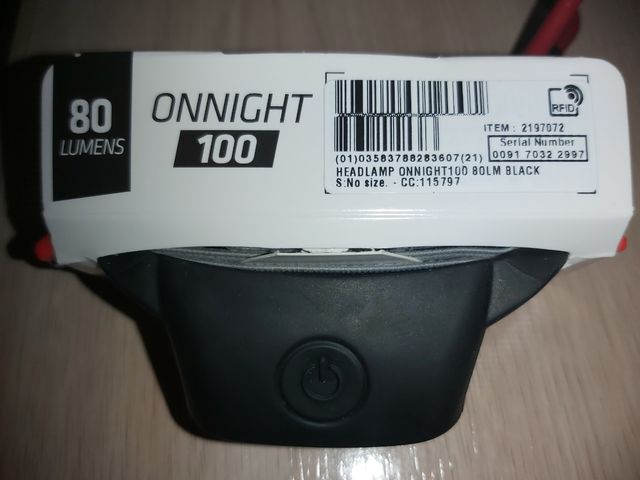 80
LUMENS
ONNIGHT
100
RFID
ITEM : 2197072
Serial Number
0091 7032 2997
(01)03583788283607(21)
HEADLAMP ONNIGHT100 80LM BLACK
S:No size. - CC:115797